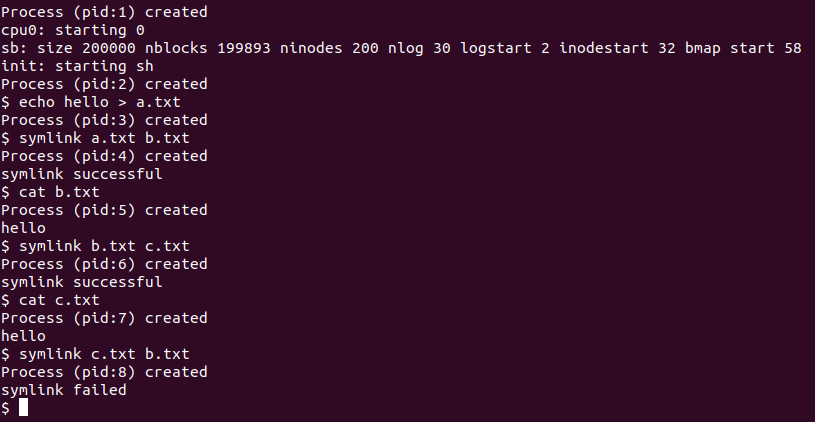 Process (pid:1) created
cpu0: starting 0
sb: size 200000 nblocks 199893 ninodes 200 nlog 30 logstart 2 inodestart 32 bmap start 58
init: starting sh
Process (pid:2) created
$ echo hello > a.txt
Process (pid:3) created
$ symlink a.txt b.txt
Process (pid:4) created
symlink successful
$ cat b.txt
Process (pid:5) created
hello
$ symlink b.txt c.txt
Process (pid:6) created
symlink successful
$ cat c.txt
Process (pid:7) created
hello
$ symlink c.txt b.txt
Process (pid:8) created
symlink failed
$